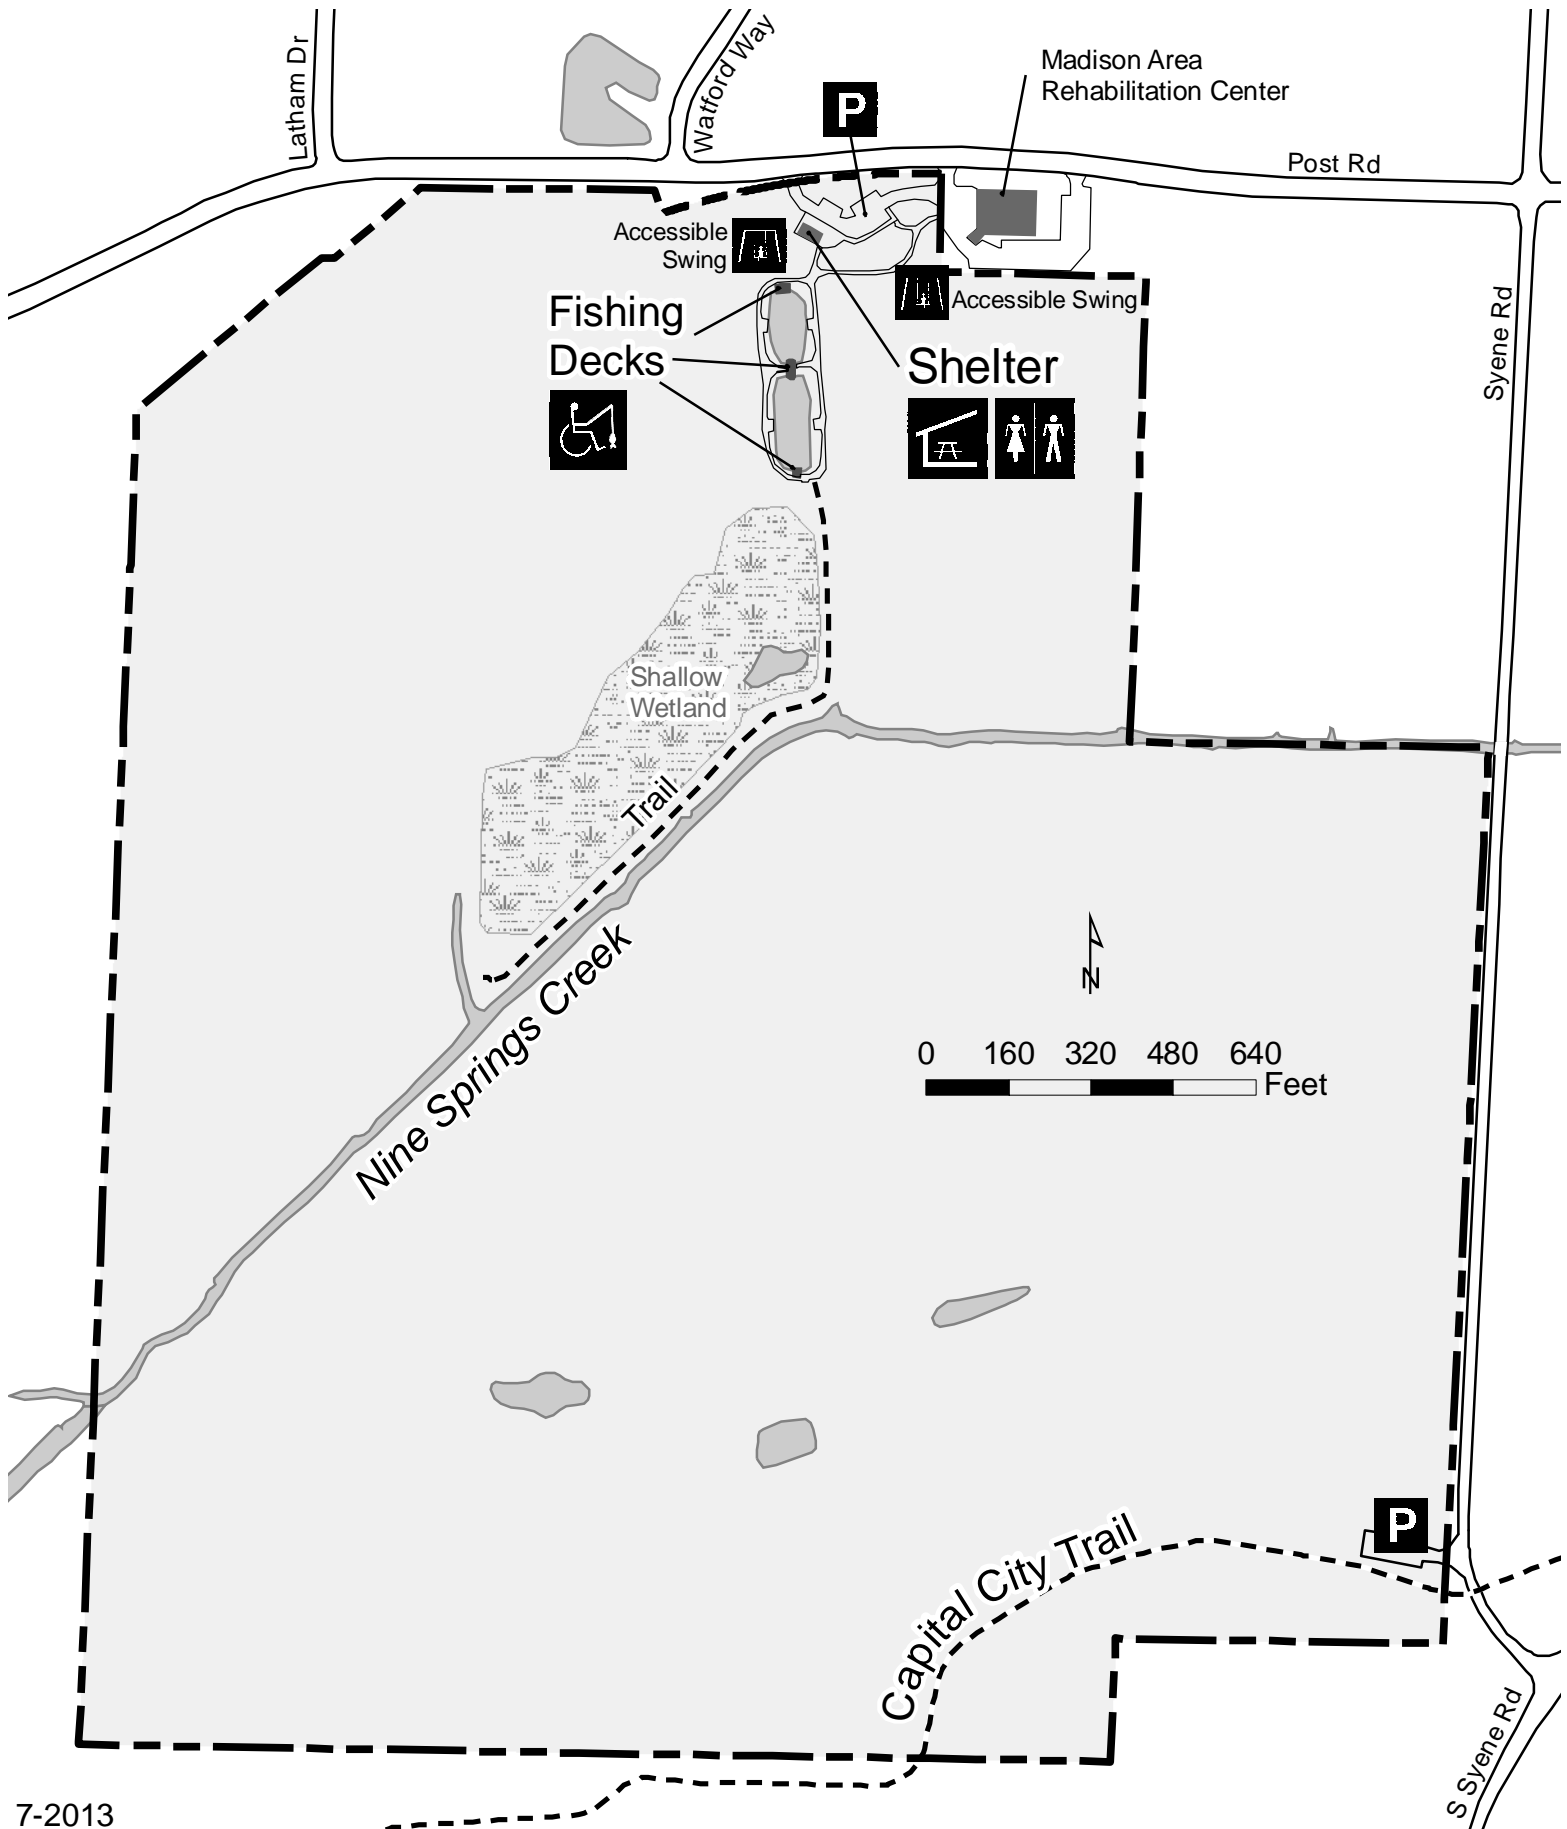 Latham Dr
Watford Way
P
Madison Area
Rehabilitation Center
Post Rd
Accessible
Swing
Accessible Swing
Fishing
Decks
Shelter
Syene Rd
Shallow
Wetland
Trail
Nine Springs Creek
N
0 160 320 480 640
Feet
P
Capital City Trail
S Syene Rd
7-2013